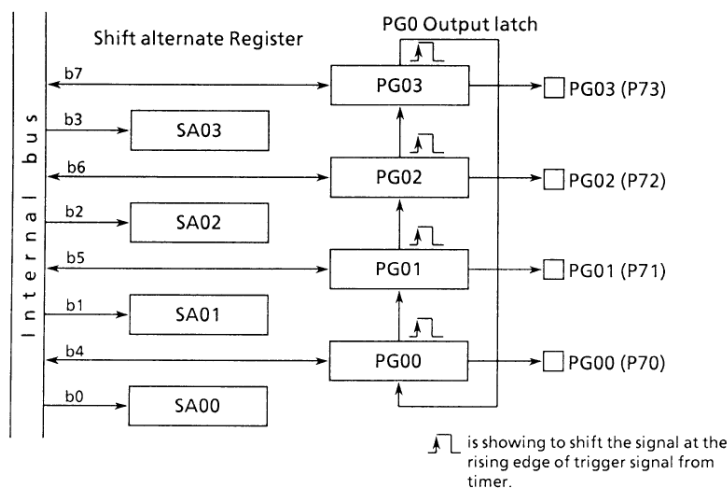 PG0 Output latch
Shift alternate Register
Internal bus
b7
PG03
PG03 (P73)
b3
SA03
b6
PG02
PG02 (P72)
b2
SA02
b5
PG01
PG01 (P71)
b1
SA01
b4
PG00
PG00 (P70)
b0
SA00
is showing to shift the signal at the
rising edge of trigger signal from
timer.